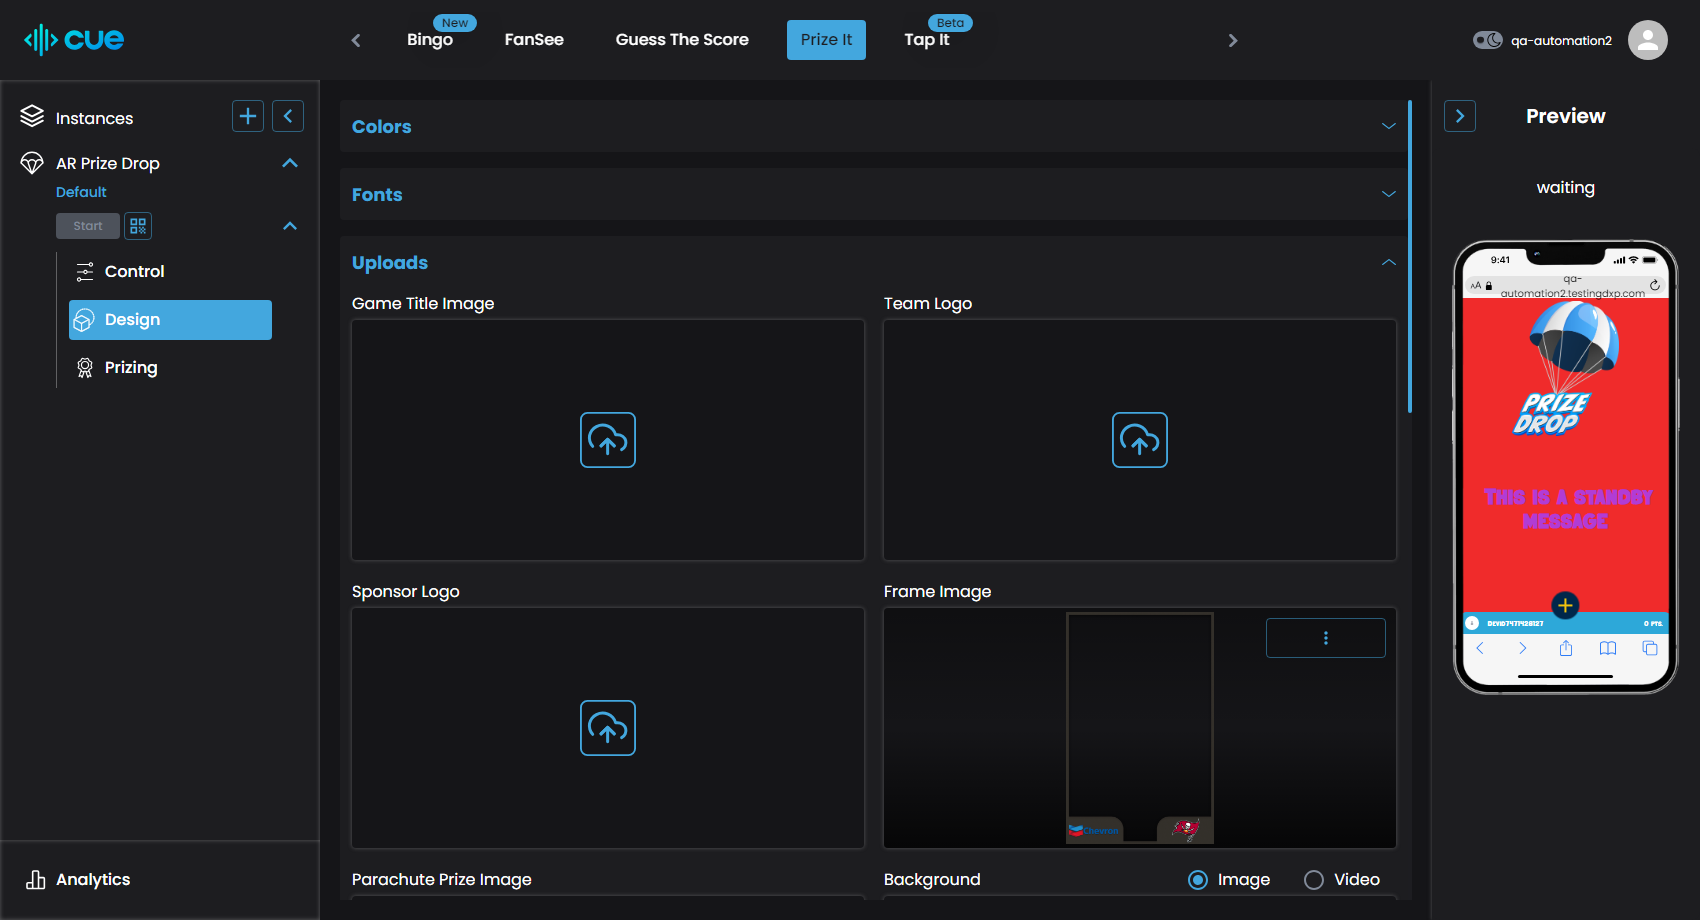 cue
New
Beta
Bingo
FanSee
Guess The Score
Prize It
Tap It
qa-automation2
Instances
AR Prize Drop
Default
Start
Control
Design
Prizing
Analytics
Colors
Fonts
Uploads
Game Title Image
Team Logo
Sponsor Logo
Frame Image
Chevron
Parachute Prize Image
Background
Image
Video
Preview
waiting
9:41
AA
qa-
automation2.testingdxp.com
PRIZE
DROP
THIS IS A STANDBY
MESSAGE
0 PTS.